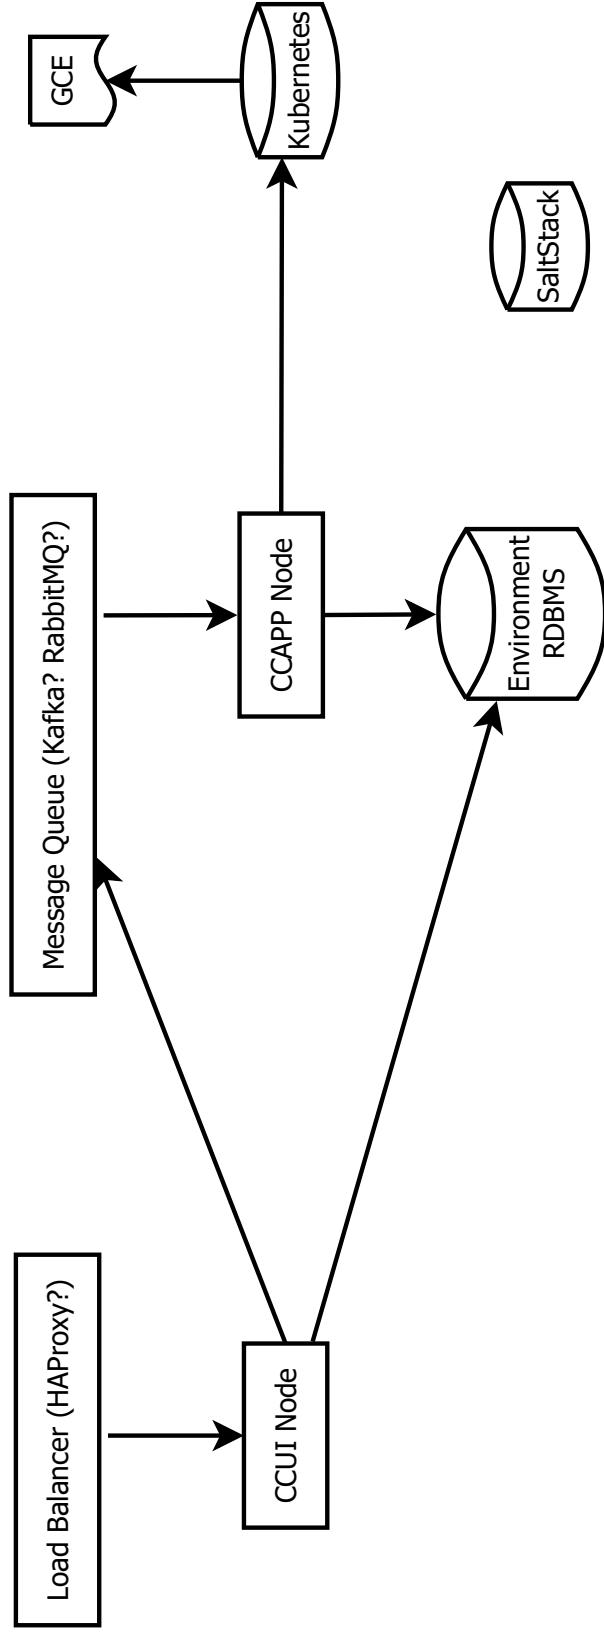 Load Balancer (HAProxy?)
Message Queue (Kafka? RabbitMQ?)
GCE
CCUI Node
CCAPP Node
Kubernetes
Environment
RDBMS
SaltStack